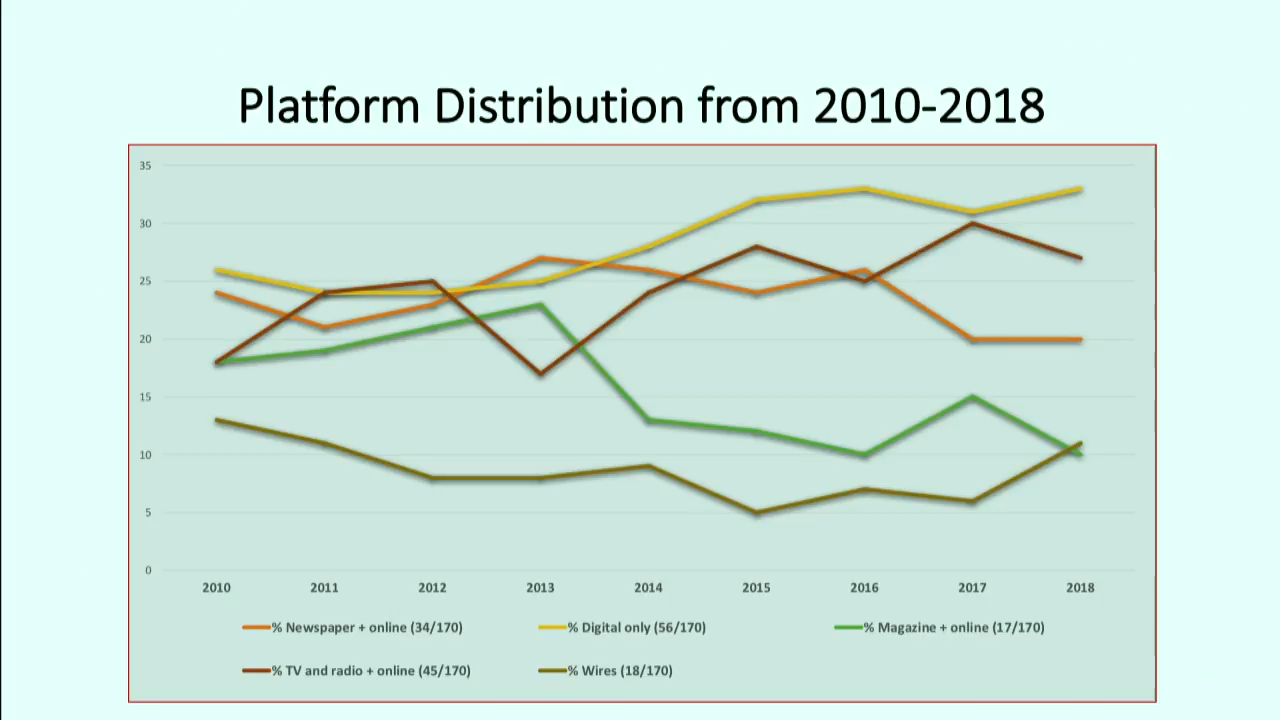 Platform Distribution from 2010-2018
35
30
25
20
15
10
5
0
2010 2011 2012 2013 2014 2015 2016 2017 2018
% Newspaper + online (34/170) % Digital only (56/170) % Magazine + online (17/170)
% TV and radio + online (45/170) % Wires (18/170)